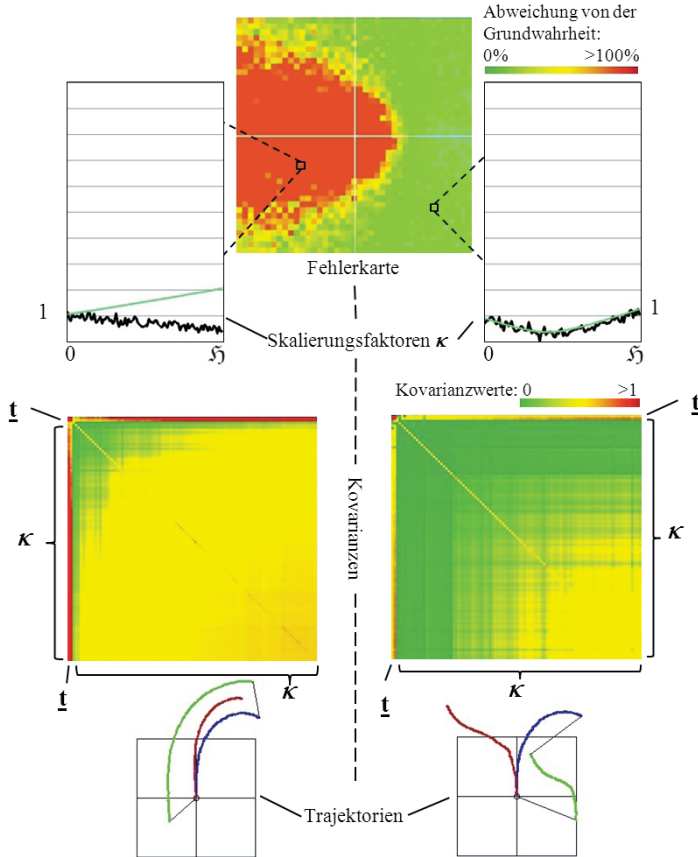 Abweichung von der
Grundwahrheit:
0% >100%
Fehlerkarte
1
1
0 ℌ
Skalierungsfaktoren κ
0 ℌ
Kovarianzwerte: 0 >1
t
t
κ
Kovarianzen
κ
t
κ
t
κ
Trajektorien